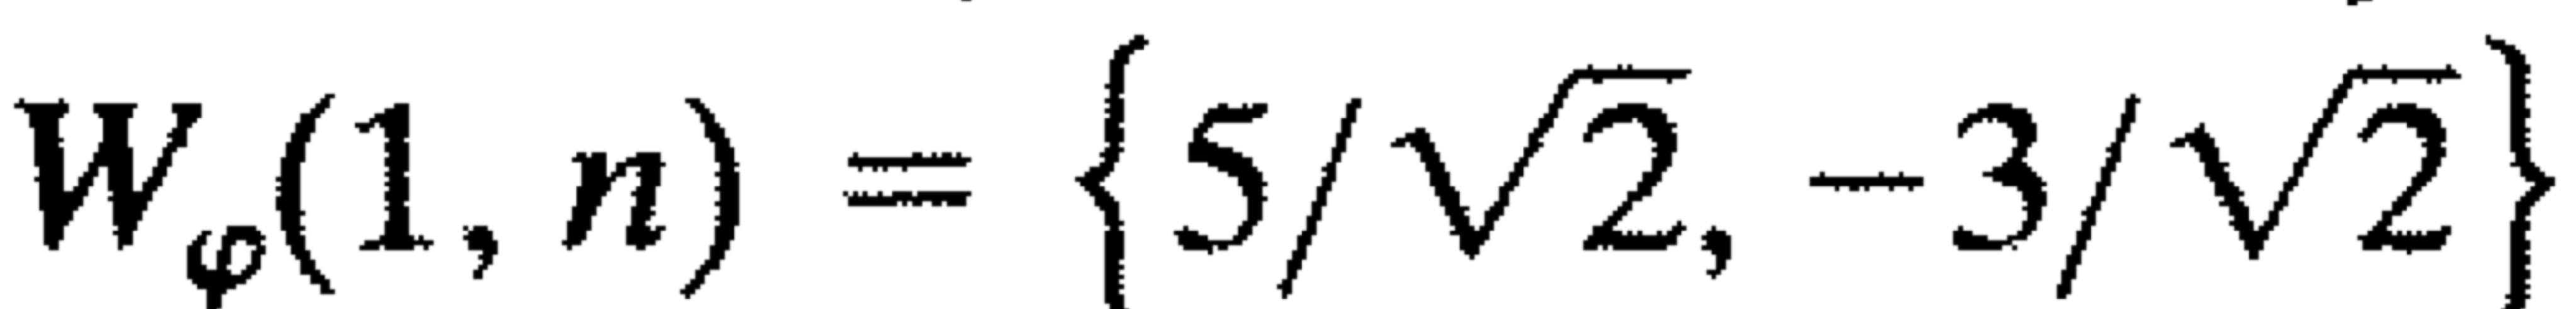 W_φ(1, n) = {5/√2, −3/√2}